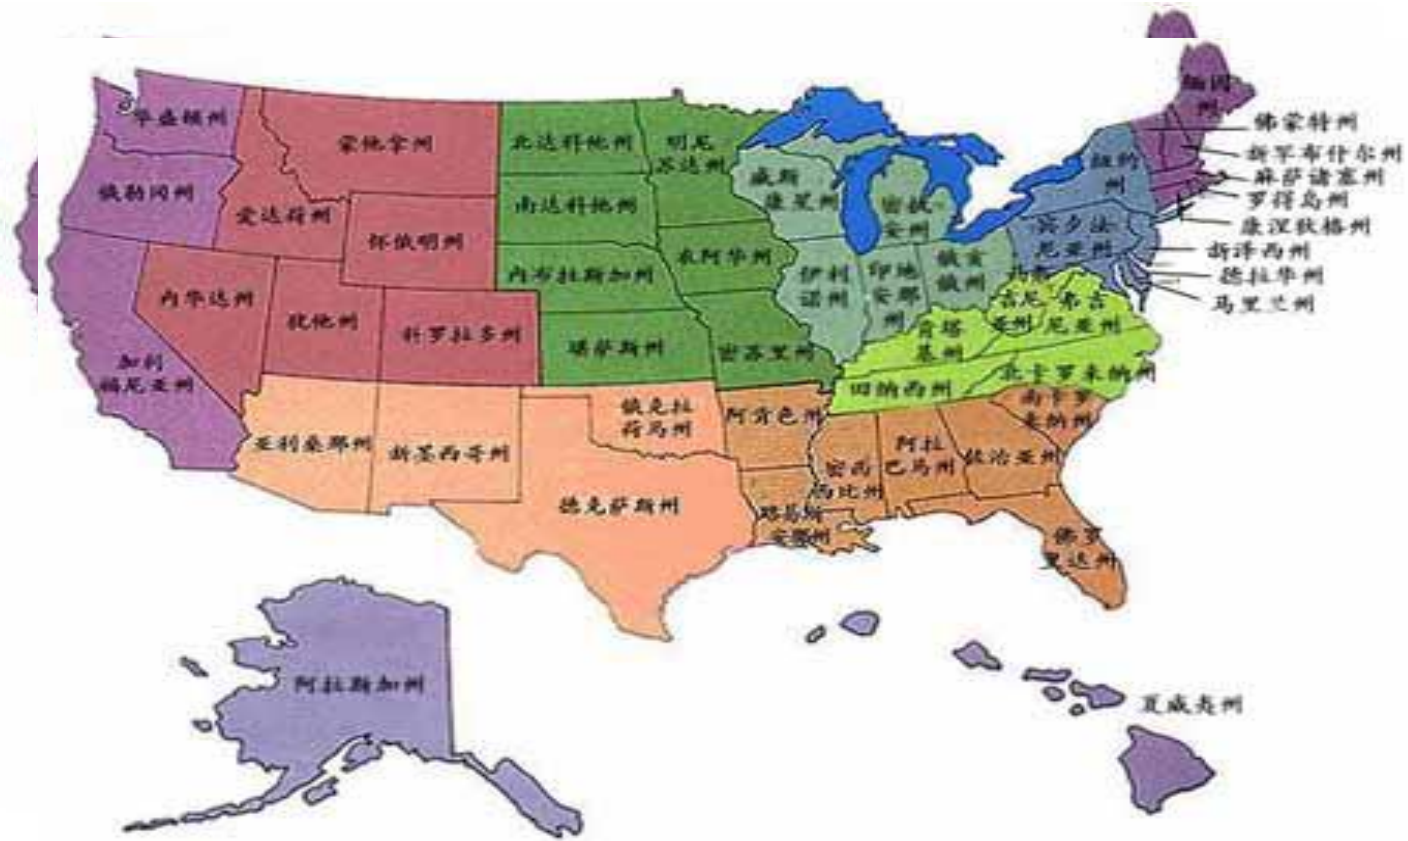 缅因
州
华盛顿州
佛蒙特州
蒙他拿州
北达科他州
明尼
苏达州
新罕布什尔州
纽约
州
麻萨诸塞州
俄勒冈州
威斯
康星州
罗得岛州
爱达荷州
南达科他州
密执
安州
康涅狄格州
怀俄明州
宾夕法
尼亚州
新泽西州
衣阿华州
俄亥
俄州
内布拉斯加州
伊利
诺州
印地
安那
州
德拉华州
内华达州
马里兰州
犹他州
吉尼
亚州
弗吉
尼亚州
科罗拉多州
肯塔
基州
堪萨斯州
密苏里州
加利
福尼亚州
北卡罗来纳州
田纳西州
南卡罗
来纳州
俄克拉
荷马州
阿肯色州
亚利桑那州
新墨西哥州
阿拉
巴马州
佐治亚州
密西
西比州
德克萨斯州
路易斯
安那州
佛罗
里达州
阿拉斯加州
夏威夷州